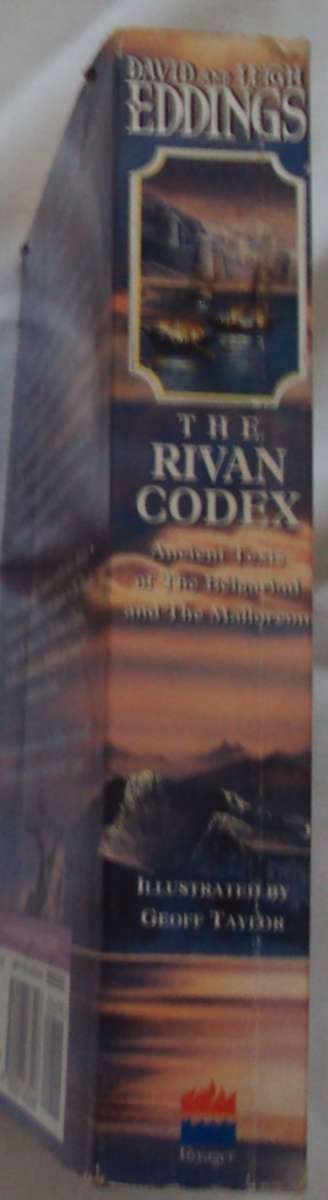 DAVID AND LEIGH
EDDINGS
THE
RIVAN
CODEX
Ancient Texts
of The Belgariad
and The Malloreon
ILLUSTRATED BY
GEOFF TAYLOR
Voyager